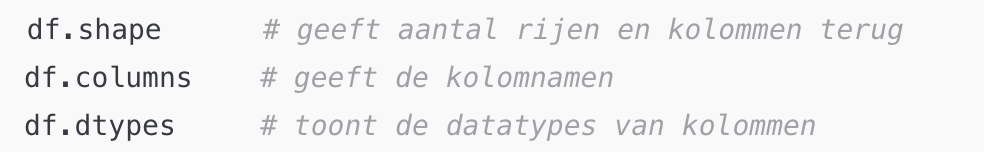 df.shape      # geeft aantal rijen en kolommen terug
df.columns    # geeft de kolomnamen
df.dtypes     # toont de datatypes van kolommen